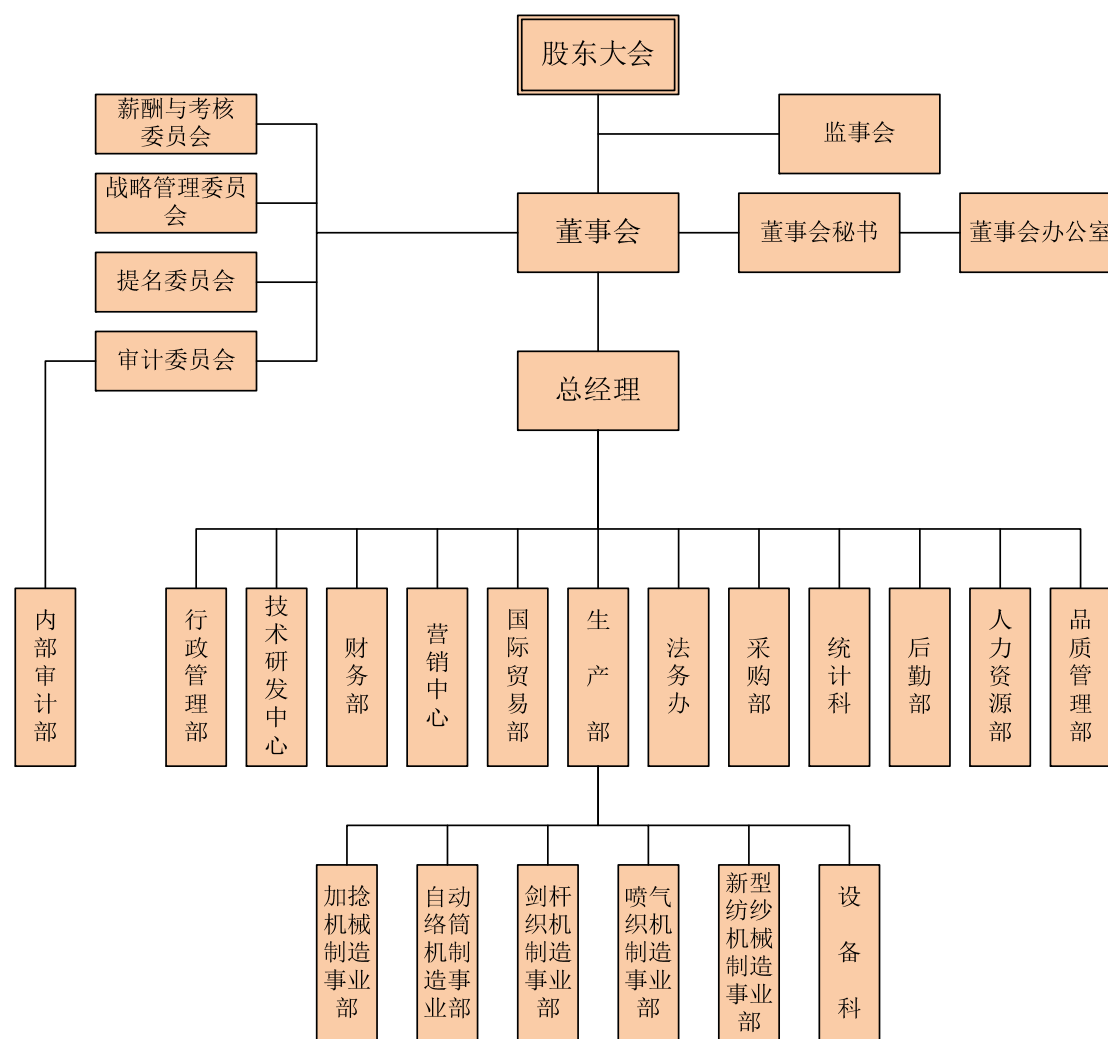 股东大会
薪酬与考核
委员会
监事会
战略管理委员
会
董事会
董事会秘书
董事会办公室
提名委员会
审计委员会
总经理
内部审计部
行政管理部
技术研发中心
财务部
营销中心
国际贸易部
生产部
法务办
采购部
统计科
后勤部
人力资源部
品质管理部
加捻
机械
制造
事业
部
自动
络筒
机制
造事
业部
剑杆
织机
制造
事业
部
喷气
织机
制造
事业
部
新型
纺纱
机械
制造
事业
部
设备科